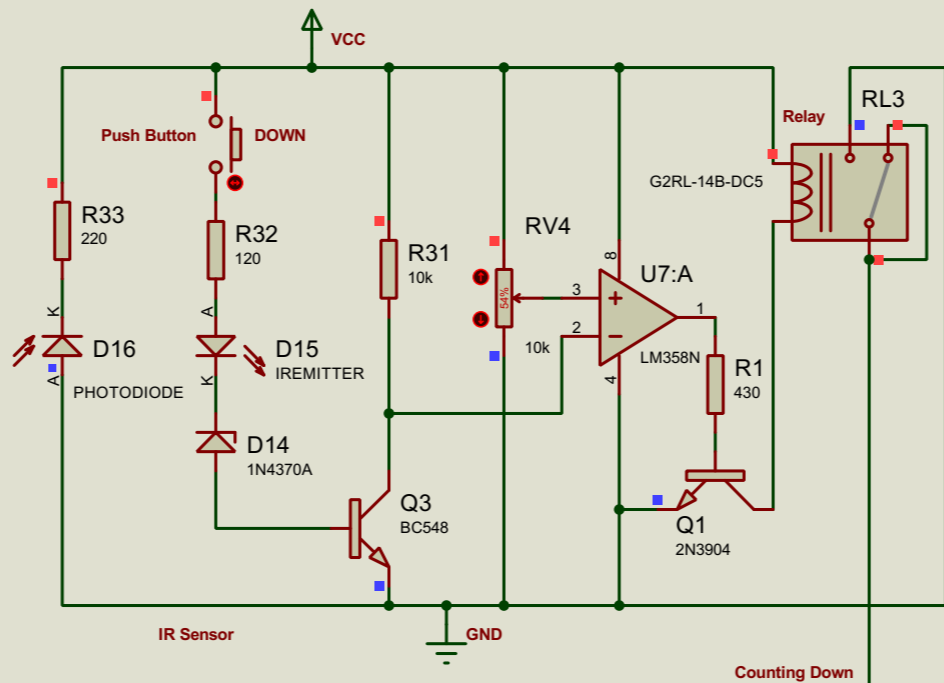 VCC
Push Button
DOWN
Relay
RL3
G2RL-14B-DC5
R33
220
R32
120
R31
10k
RV4
54%
10k
8
3
2
1
4
U7:A
LM358N
K
A
D16
PHOTODIODE
A
K
D15
IREMITTER
D14
1N4370A
Q3
BC548
R1
430
Q1
2N3904
IR Sensor
GND
Counting Down